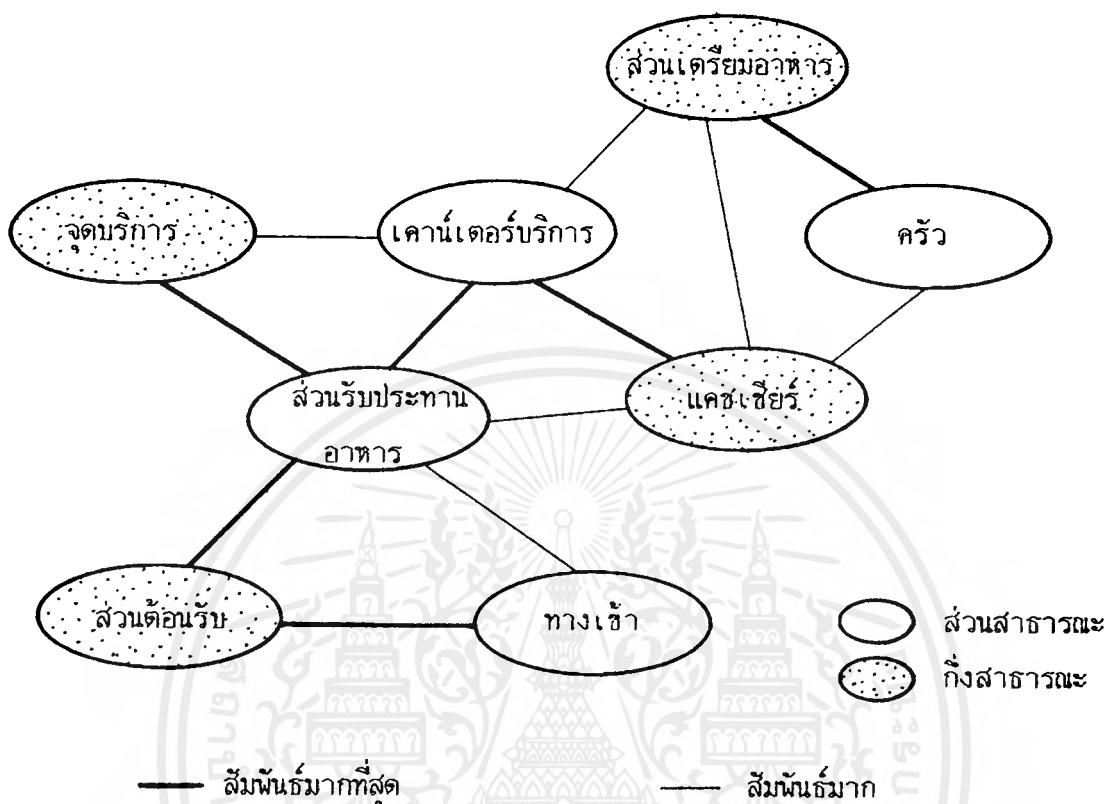 ส่วนเตรียมอาหาร
จุดบริการ
เคาน์เตอร์บริการ
ครัว
ส่วนรับประทาน
อาหาร
แคชเชียร์
ส่วนต้อนรับ
ทางเข้า
ส่วนสาธารณะ
กึ่งสาธารณะ
สัมพันธ์มากที่สุด
สัมพันธ์มาก